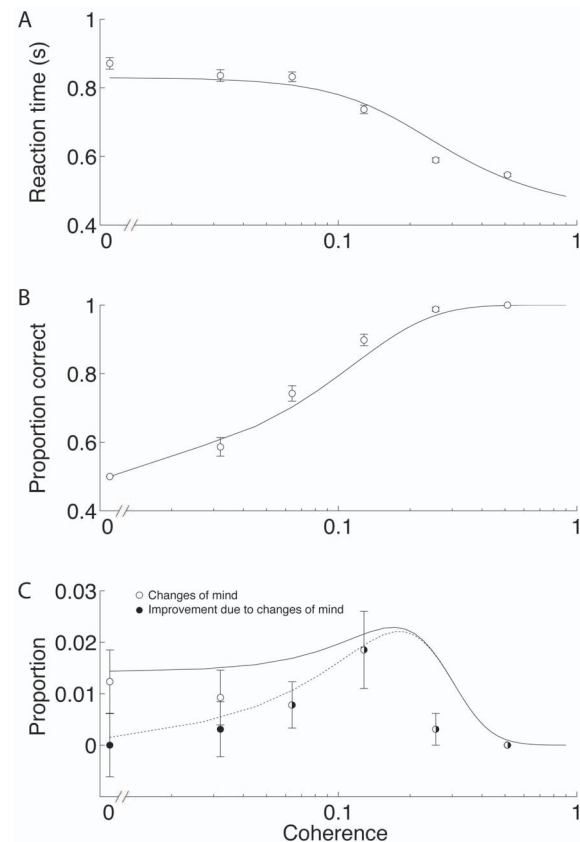 A
Reaction time (s)
1
0.8
0.6
0.4
0
0.1
1
B
Proportion correct
1
0.8
0.6
0.4
0
0.1
1
C
Proportion
0.03
0.02
0.01
0
Changes of mind
Improvement due to changes of mind
0
0.1
1
Coherence